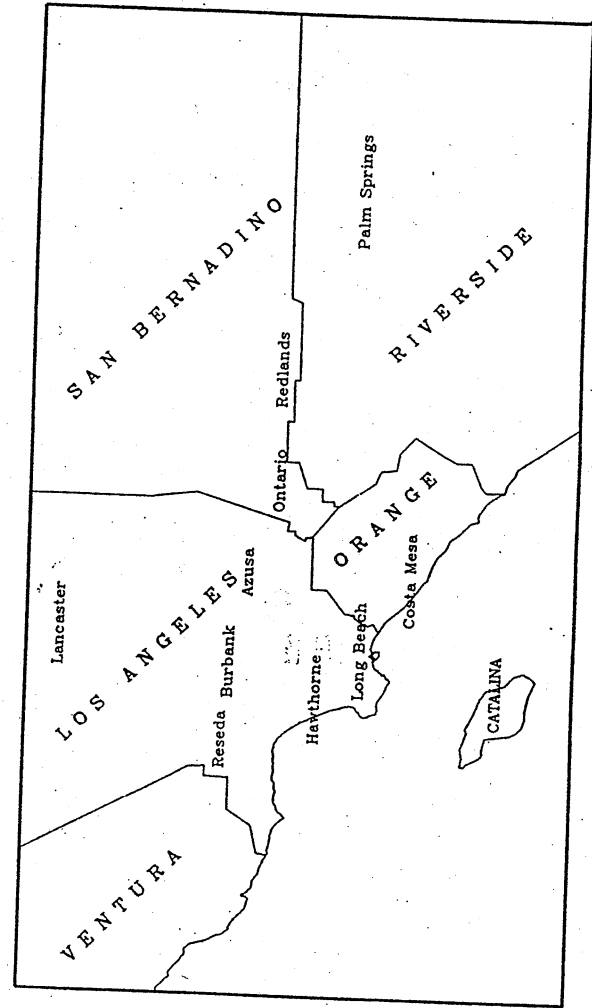 Lancaster
SAN BERNADINO
LOS ANGELES
VENTURA
Azusa
Reseda Burbank
Ontario Redlands
Hawthorne
Long Beach
Palm Springs
ORANGE
Costa Mesa
RIVERSIDE
CATALINA